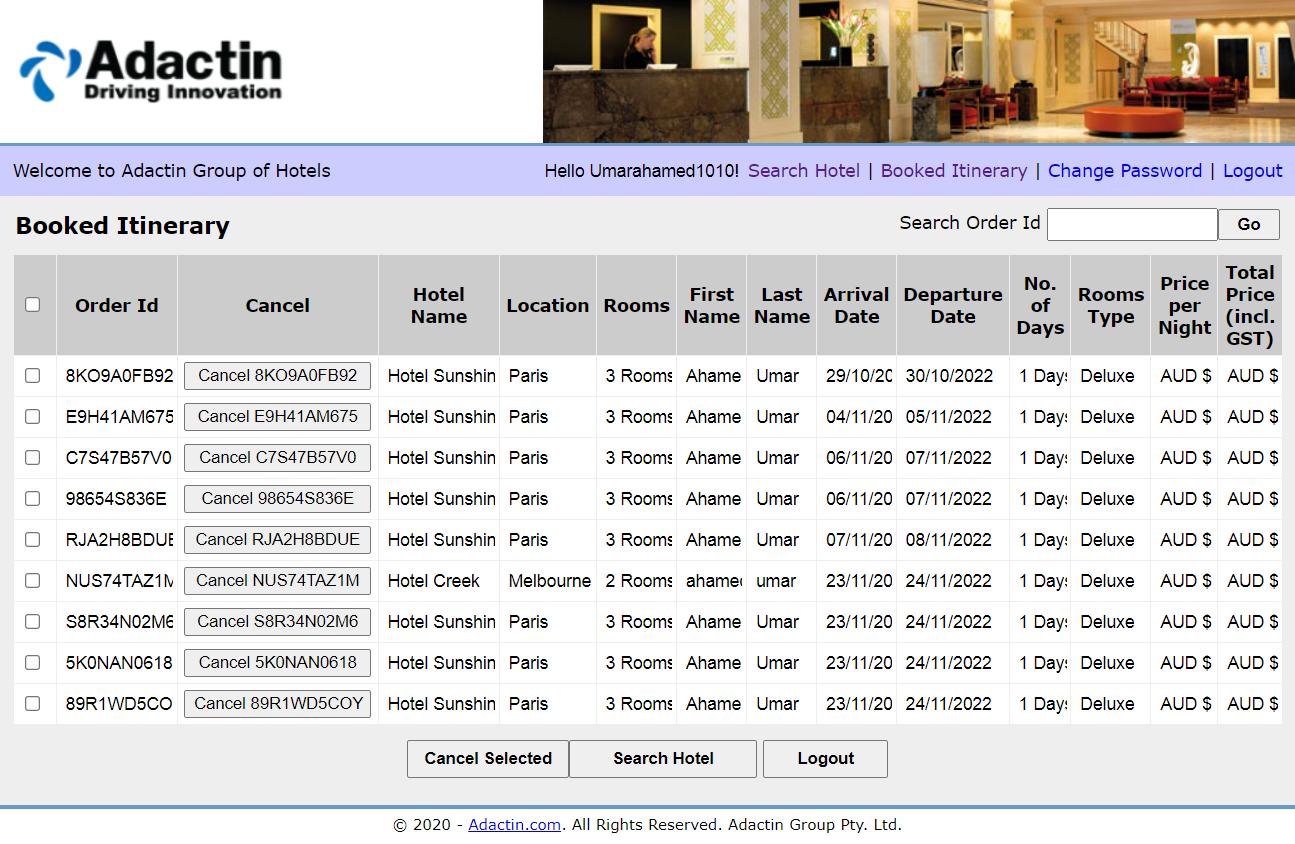 Adactin
Driving Innovation
Welcome to Adactin Group of Hotels Hello Umarahamed1010! Search Hotel | Booked Itinerary | Change Password | Logout
Booked Itinerary Search Order Id Go
Order Id Cancel Hotel Name Location Rooms First Name Last Name Arrival Date Departure Date No. of Days Rooms Type Price per Night Total Price (incl. GST)
8KO9A0FB92 Cancel 8KO9A0FB92 Hotel Sunshin Paris 3 Rooms Ahame Umar 29/10/20 30/10/2022 1 Days Deluxe AUD $ AUD $
E9H41AM675 Cancel E9H41AM675 Hotel Sunshin Paris 3 Rooms Ahame Umar 04/11/20 05/11/2022 1 Days Deluxe AUD $ AUD $
C7S47B57V0 Cancel C7S47B57V0 Hotel Sunshin Paris 3 Rooms Ahame Umar 06/11/20 07/11/2022 1 Days Deluxe AUD $ AUD $
98654S836E Cancel 98654S836E Hotel Sunshin Paris 3 Rooms Ahame Umar 06/11/20 07/11/2022 1 Days Deluxe AUD $ AUD $
RJA2H8BDUE Cancel RJA2H8BDUE Hotel Sunshin Paris 3 Rooms Ahame Umar 07/11/20 08/11/2022 1 Days Deluxe AUD $ AUD $
NUS74TAZ1M Cancel NUS74TAZ1M Hotel Creek Melbourne 2 Rooms ahamed umar 23/11/20 24/11/2022 1 Days Deluxe AUD $ AUD $
S8R34N02M6 Cancel S8R34N02M6 Hotel Sunshin Paris 3 Rooms Ahame Umar 23/11/20 24/11/2022 1 Days Deluxe AUD $ AUD $
5K0NAN0618 Cancel 5K0NAN0618 Hotel Sunshin Paris 3 Rooms Ahame Umar 23/11/20 24/11/2022 1 Days Deluxe AUD $ AUD $
89R1WD5CO Cancel 89R1WD5COY Hotel Sunshin Paris 3 Rooms Ahame Umar 23/11/20 24/11/2022 1 Days Deluxe AUD $ AUD $
Cancel Selected Search Hotel Logout
© 2020 - Adactin.com. All Rights Reserved. Adactin Group Pty. Ltd.